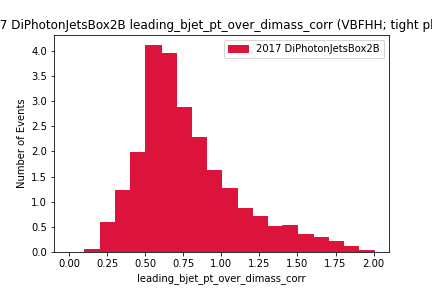 7 DiPhotonJetsBox2B leading_bjet_pt_over_dimass_corr (VBFHH; tight p
2017 DiPhotonJetsBox2B
Number of Events
4.0
3.5
3.0
2.5
2.0
1.5
1.0
0.5
0.0
0.00 0.25 0.50 0.75 1.00 1.25 1.50 1.75 2.00
leading_bjet_pt_over_dimass_corr